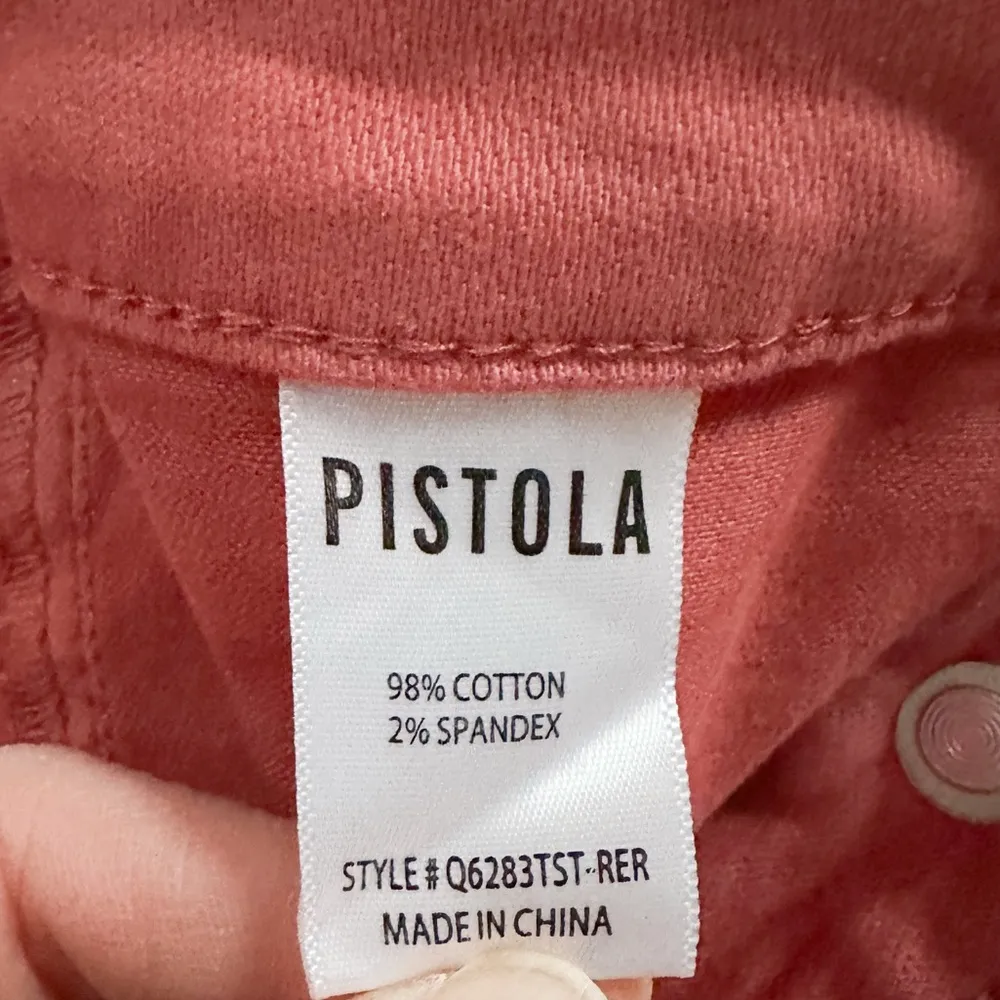 PISTOLA
98% COTTON
2% SPANDEX
STYLE # Q6283TST-RER
MADE IN CHINA